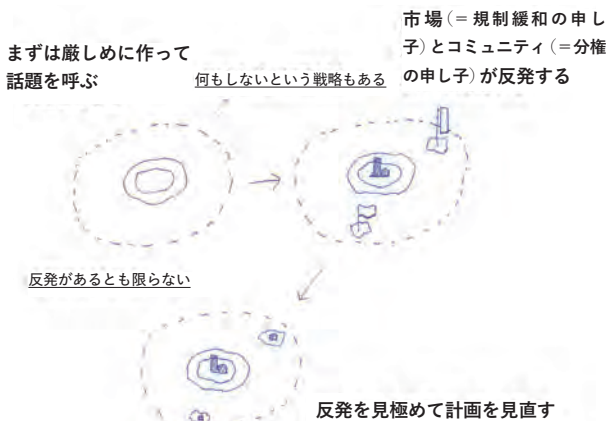 まずは厳しめに作って
話題を呼ぶ
何もしないという戦略もある
市場(=規制緩和の申し
子)とコミュニティ(=分権
の申し子)が反発する
反発があるとも限らない
反発を見極めて計画を見直す